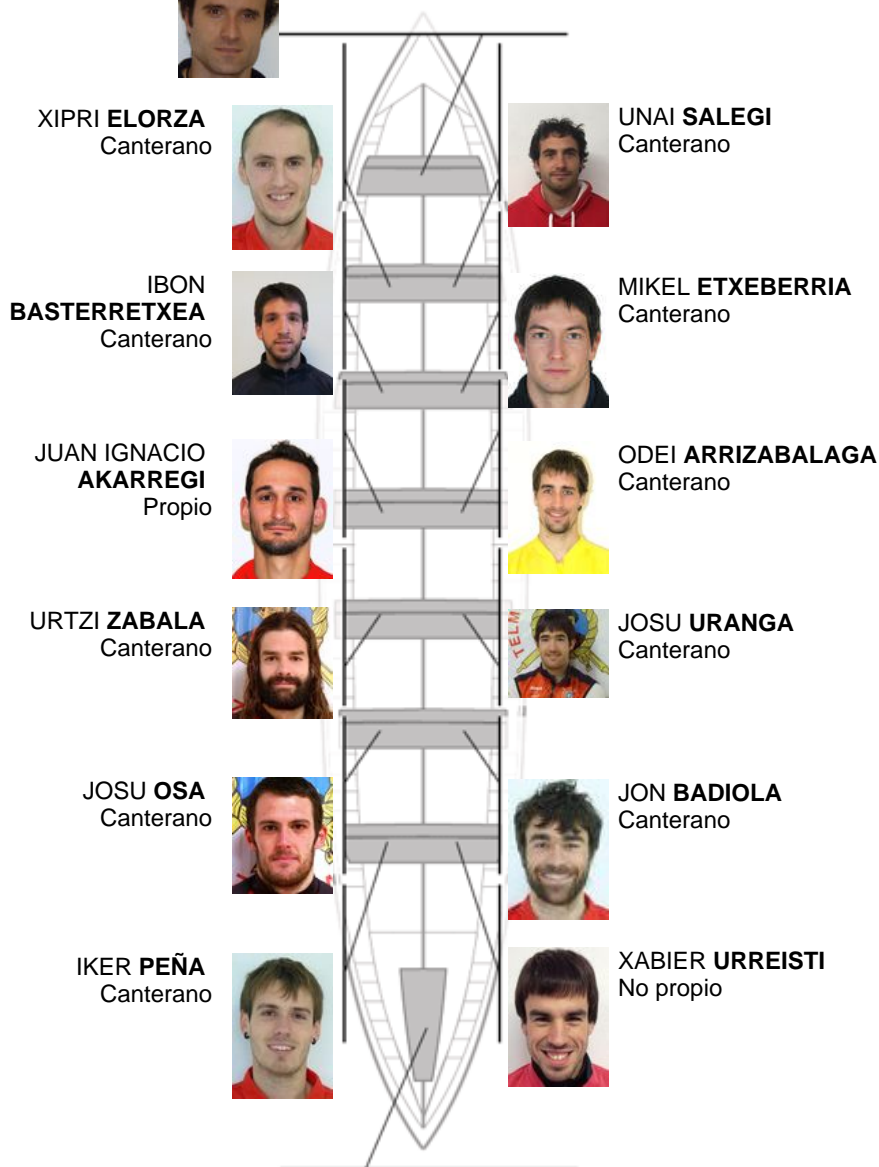 XIPRI ELORZA
Canterano
UNAI SALEGI
Canterano
IBON
BASTERRETXEA
Canterano
MIKEL ETXEBERRIA
Canterano
JUAN IGNACIO
AKARREGI
Propio
ODEI ARRIZABALAGA
Canterano
URTZI ZABALA
Canterano
TELM
JOSU URANGA
Canterano
JOSU OSA
Canterano
JON BADIOLA
Canterano
IKER PEÑA
Canterano
XABIER URREISTI
No propio